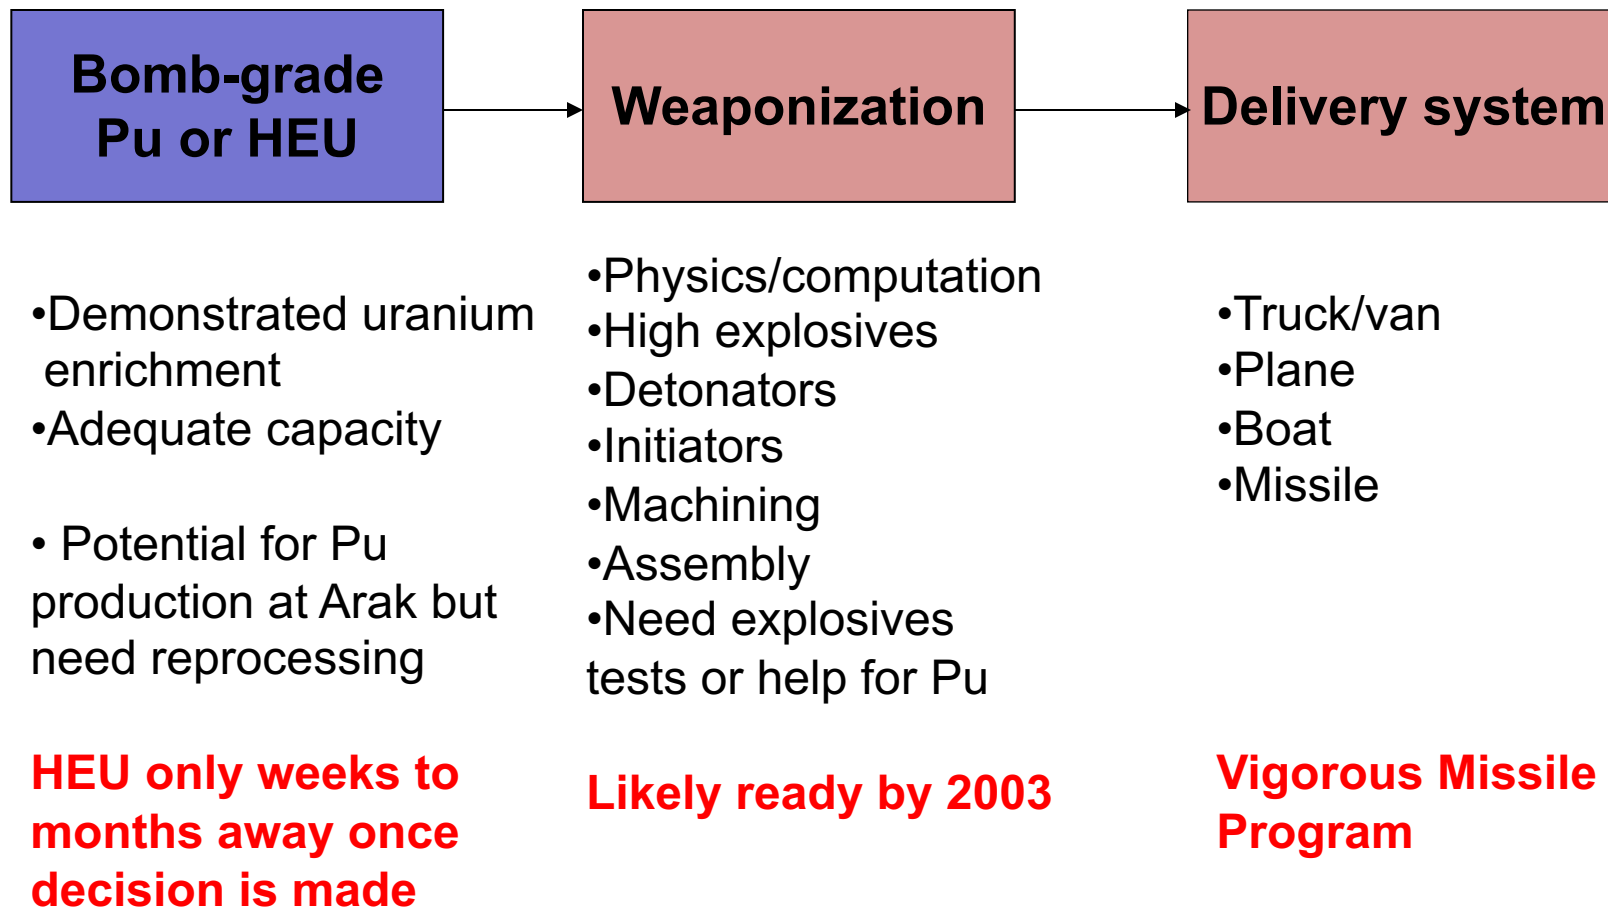 Bomb-grade
Pu or HEU
Weaponization
Delivery system
•Demonstrated uranium
enrichment
•Adequate capacity
• Potential for Pu
production at Arak but
need reprocessing
HEU only weeks to
months away once
decision is made
•Physics/computation
•High explosives
•Detonators
•Initiators
•Machining
•Assembly
•Need explosives
tests or help for Pu
Likely ready by 2003
•Truck/van
•Plane
•Boat
•Missile
Vigorous Missile
Program